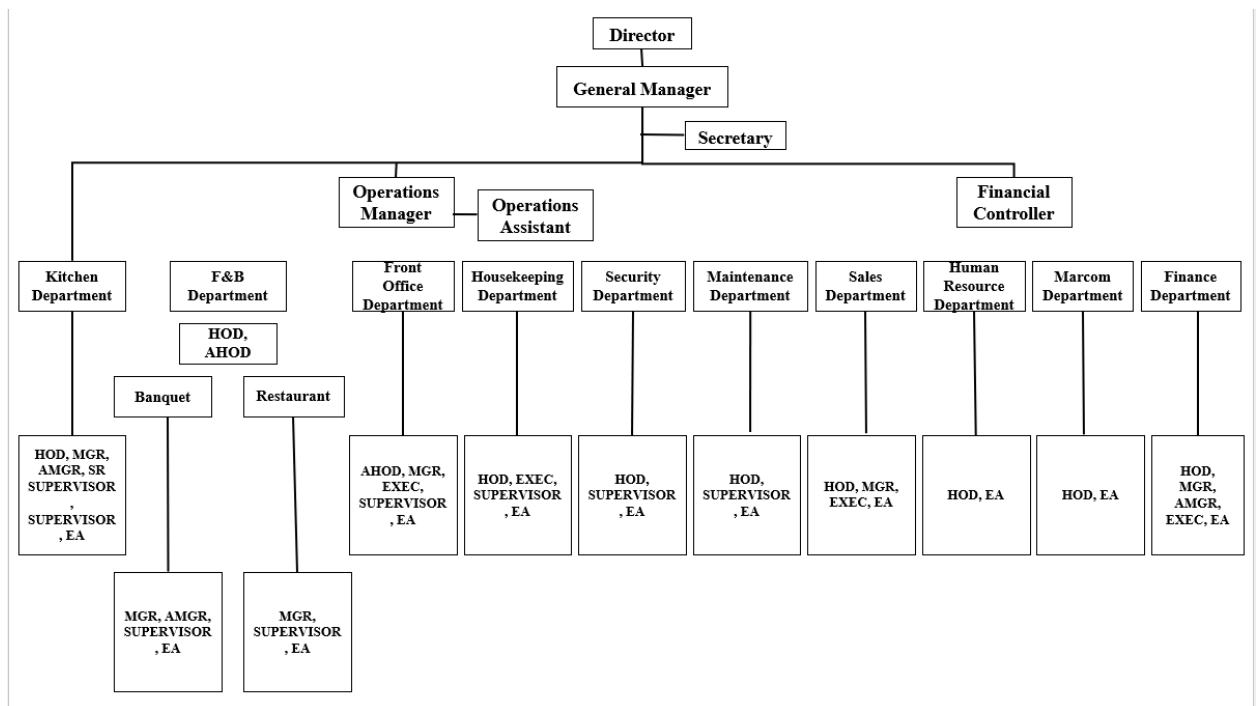 Director
General Manager
Secretary
Operations
Manager
Operations
Assistant
Financial
Controller
Kitchen
Department
F&B
Department
Front
Office
Department
Housekeeping
Department
Security
Department
Maintenance
Department
Sales
Department
Human
Resource
Department
Marcom
Department
Finance
Department
HOD,
AHOD
Banquet
Restaurant
HOD, MGR,
AMGR, SR
SUPERVISOR
,
SUPERVISOR
, EA
AHOD, MGR,
EXEC,
SUPERVISOR
, EA
HOD, EXEC,
SUPERVISOR
, EA
HOD,
SUPERVISOR
, EA
HOD,
SUPERVISOR
, EA
HOD, MGR,
EXEC, EA
HOD, EA
HOD, EA
HOD,
MGR,
AMGR,
EXEC, EA
MGR, AMGR,
SUPERVISOR
, EA
MGR,
SUPERVISOR
, EA